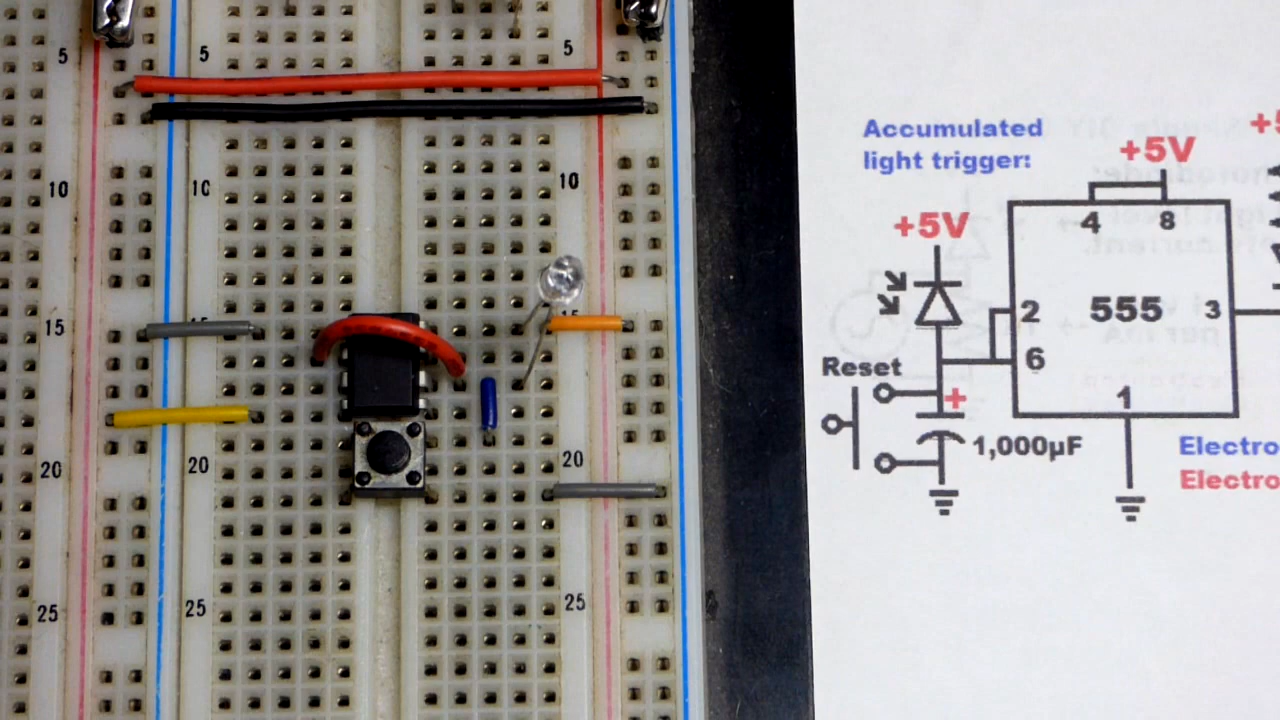 5
5
5
10
10
10
15
20
20
20
25
25
25
Accumulated
light trigger:
+5V
+5V
4
8
2
555
3
6
Reset
+
1
1,000µF
Electro
Electro